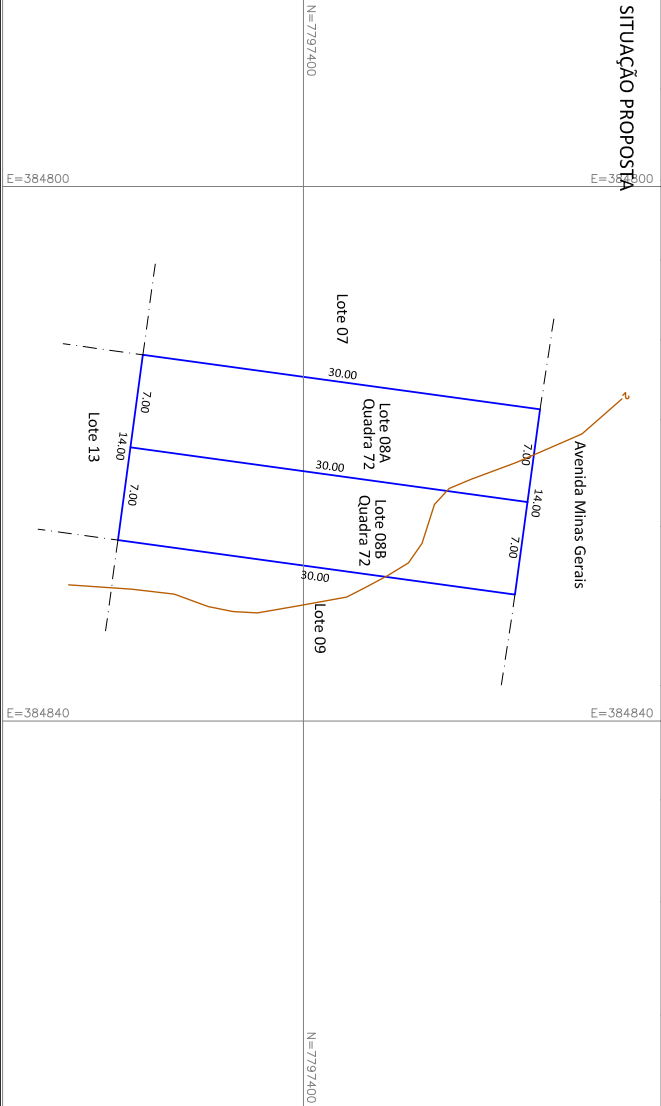 SITUAÇÃO PROPOSTA
N=7797400
E=384800
E=384800
Avenida Minas Gerais
2
14.00
7.00
7.00
Lote 07
30.00
Lote 08A
Quadra 72
30.00
Lote 08B
Quadra 72
30.00
Lote 09
7.00
14.00
7.00
Lote 13
E=384840
E=384840
N=7797400